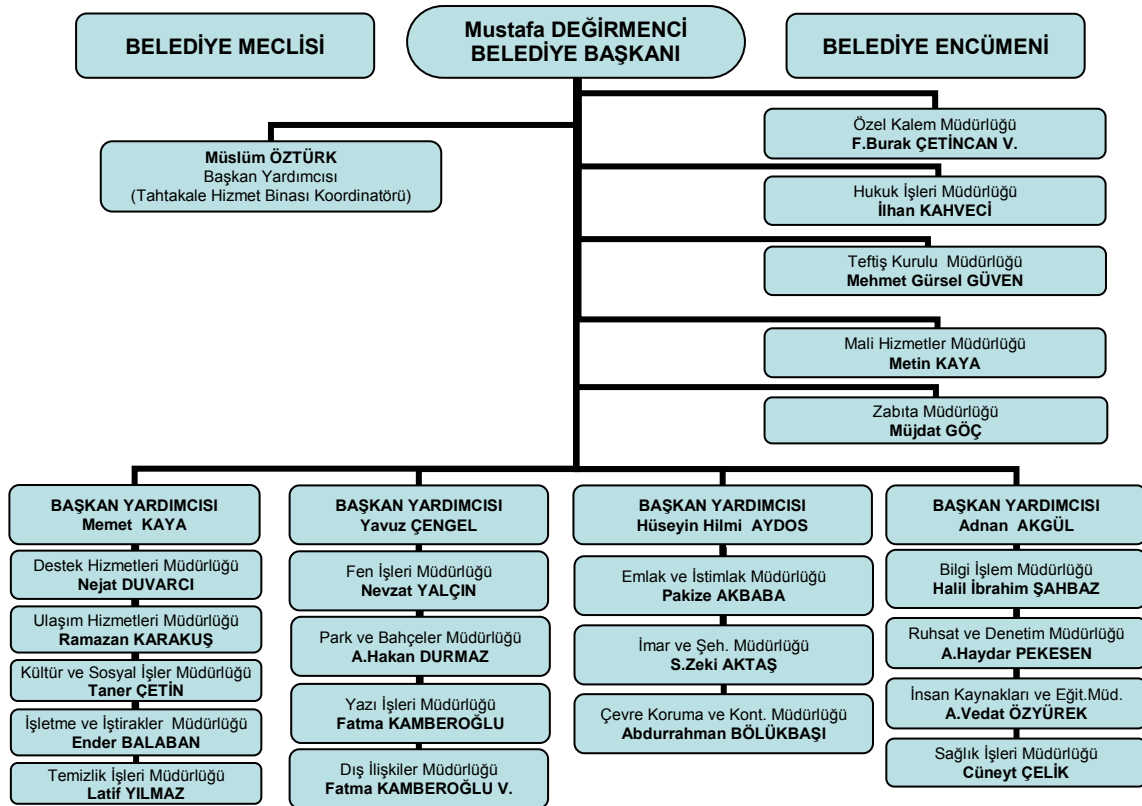 BELEDİYE MECLİSİ
Mustafa DEĞİRMENCİ
BELEDİYE BAŞKANI
BELEDİYE ENCÜMENİ
Müslüm ÖZTÜRK
Başkan Yardımcısı
(Tahtakale Hizmet Binası Koordinatörü)
Özel Kalem Müdürlüğü
F.Burak ÇETİNCAN V.
Hukuk İşleri Müdürlüğü
İlhan KAHVECİ
Teftiş Kurulu Müdürlüğü
Mehmet Gürsel GÜVEN
Mali Hizmetler Müdürlüğü
Metin KAYA
Zabıta Müdürlüğü
Müjdat GÖÇ
BAŞKAN YARDIMCISI
Memet KAYA
Destek Hizmetleri Müdürlüğü
Nejat DUVARCI
Ulaşım Hizmetleri Müdürlüğü
Ramazan KARAKUŞ
Kültür ve Sosyal İşler Müdürlüğü
Taner ÇETİN
İşletme ve İştirakler Müdürlüğü
Ender BALABAN
Temizlik İşleri Müdürlüğü
Latif YILMAZ
BAŞKAN YARDIMCISI
Yavuz ÇENGEL
Fen İşleri Müdürlüğü
Nevzat YALÇIN
Park ve Bahçeler Müdürlüğü
A.Hakan DURMAZ
Yazı İşleri Müdürlüğü
Fatma KAMBEROĞLU
Dış İlişkiler Müdürlüğü
Fatma KAMBEROĞLU V.
BAŞKAN YARDIMCISI
Hüseyin Hilmi AYDOS
Emlak ve İstimlak Müdürlüğü
Pakize AKBABA
İmar ve Şeh. Müdürlüğü
S.Zeki AKTAŞ
Çevre Koruma ve Kont. Müdürlüğü
Abdurrahman BÖLÜKBAŞI
BAŞKAN YARDIMCISI
Adnan AKGÜL
Bilgi İşlem Müdürlüğü
Halil İbrahim ŞAHBAZ
Ruhsat ve Denetim Müdürlüğü
A.Haydar PEKESEN
İnsan Kaynakları ve Eğit.Müd.
A.Vedat ÖZYÜREK
Sağlık İşleri Müdürlüğü
Cüneyt ÇELİK